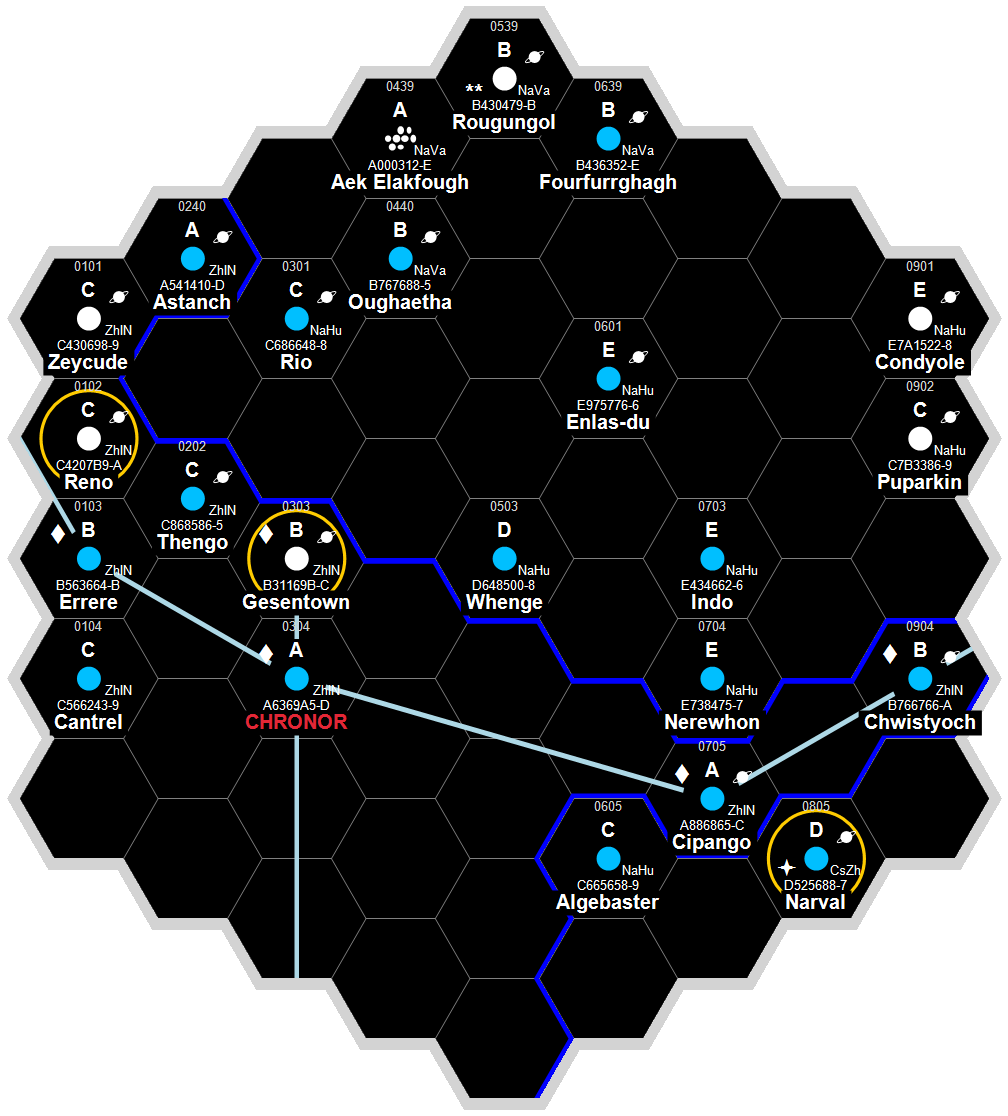 0539
B
** NaVa
B430479-B
Rougungol
0439
A
NaVa
A000312-E
Aek Elakfough
0639
B
NaVa
B436352-E
Fourfurrghagh
0240
A
ZhIN
A541410-D
Astanch
0440
B
NaVa
B767688-5
Oughaetha
0101
C
ZhIN
C430698-9
Zeycude
0301
C
NaHu
C686648-8
Rio
0901
E
NaHu
E7A1522-8
Condyole
0601
E
NaHu
E975776-6
Enlas-du
0102
C
ZhIN
C4207B9-A
Reno
0902
C
NaHu
C7B3386-9
Puparkin
0202
C
ZhIN
C868586-5
Thengo
0103
B
ZhIN
B563664-B
Errere
0303
B
ZhIN
B31169B-C
Gesentown
0503
D
NaHu
D648500-8
Whenge
0703
E
NaHu
E434662-6
Indo
0104
C
ZhIN
C566243-9
Cantrel
0304
A
ZhIN
A6369A5-D
CHRONOR
0704
E
NaHu
E738475-7
Nerewhon
0904
B
ZhIN
B766766-A
Chwistyoch
0705
A
ZhIN
A886865-C
Cipango
0605
C
NaHu
C665658-9
Algebaster
0805
D
CsZh
D525688-7
Narval